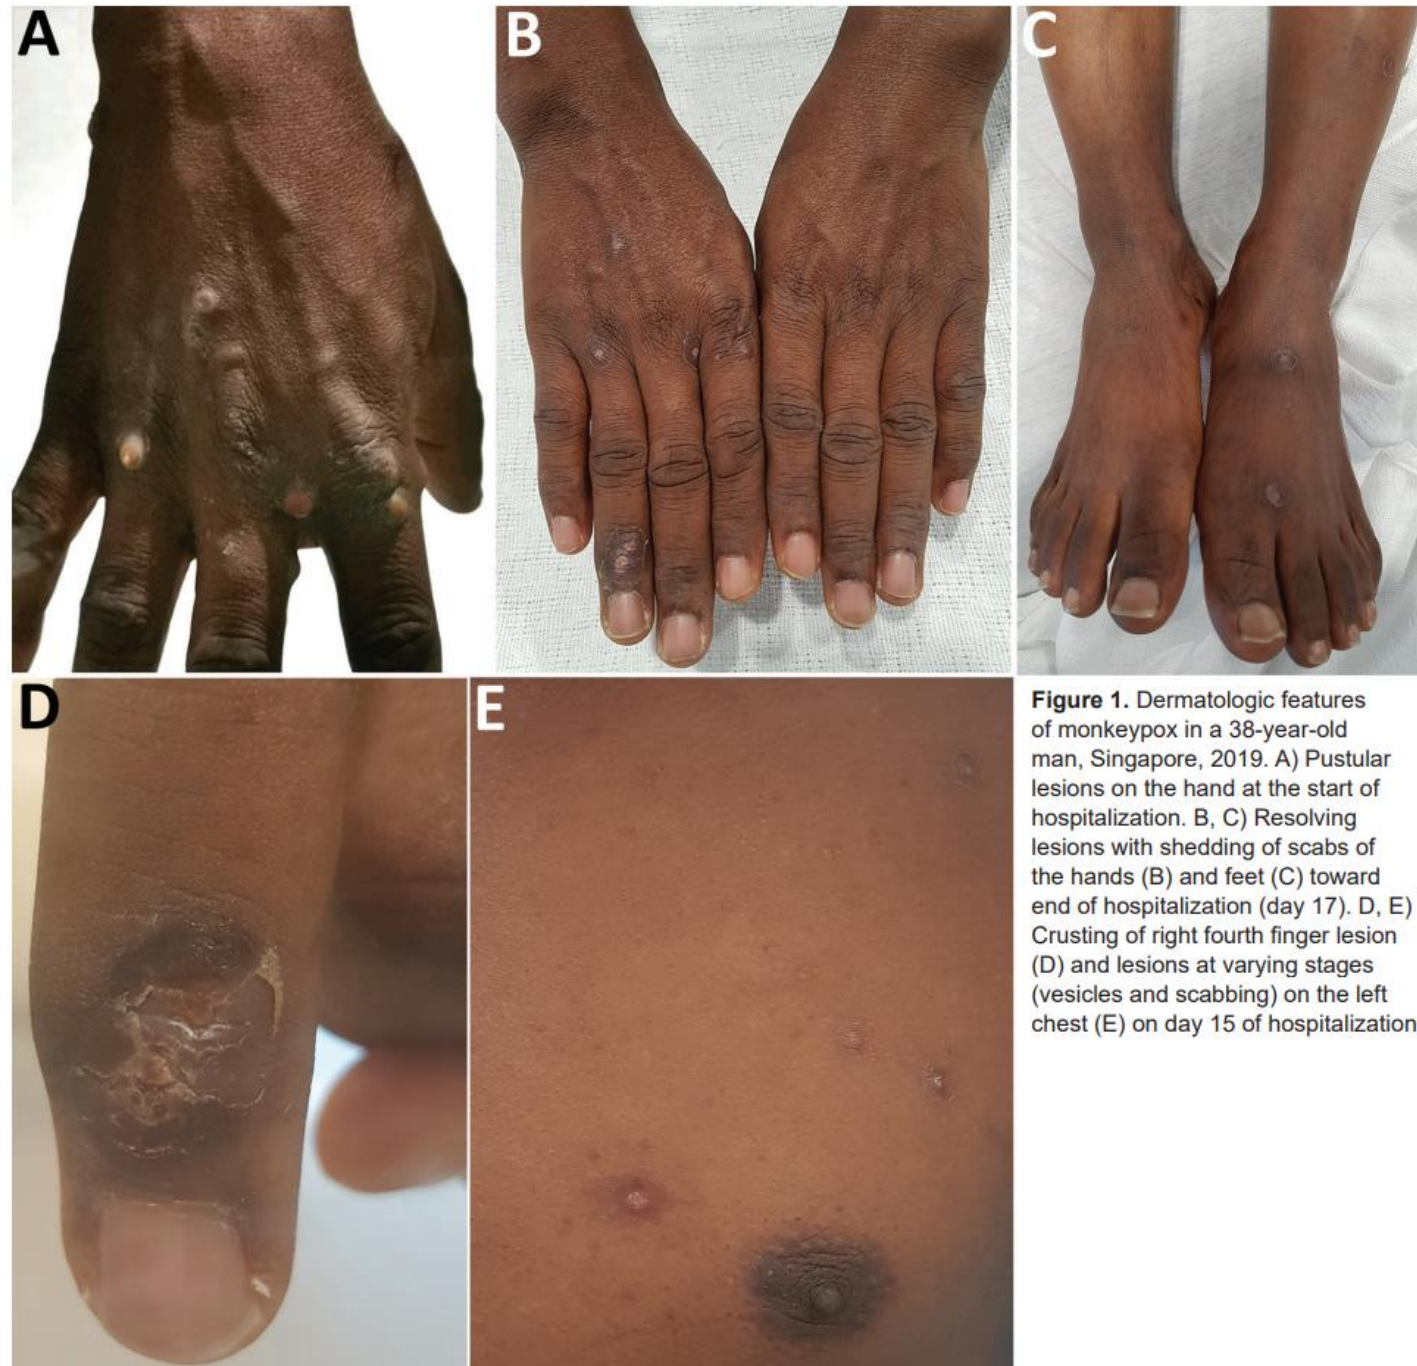 A
B
C
D
E
Figure 1. Dermatologic features
of monkeypox in a 38-year-old
man, Singapore, 2019. A) Pustular
lesions on the hand at the start of
hospitalization. B, C) Resolving
lesions with shedding of scabs of
the hands (B) and feet (C) toward
end of hospitalization (day 17). D, E)
Crusting of right fourth finger lesion
(D) and lesions at varying stages
(vesicles and scabbing) on the left
chest (E) on day 15 of hospitalization